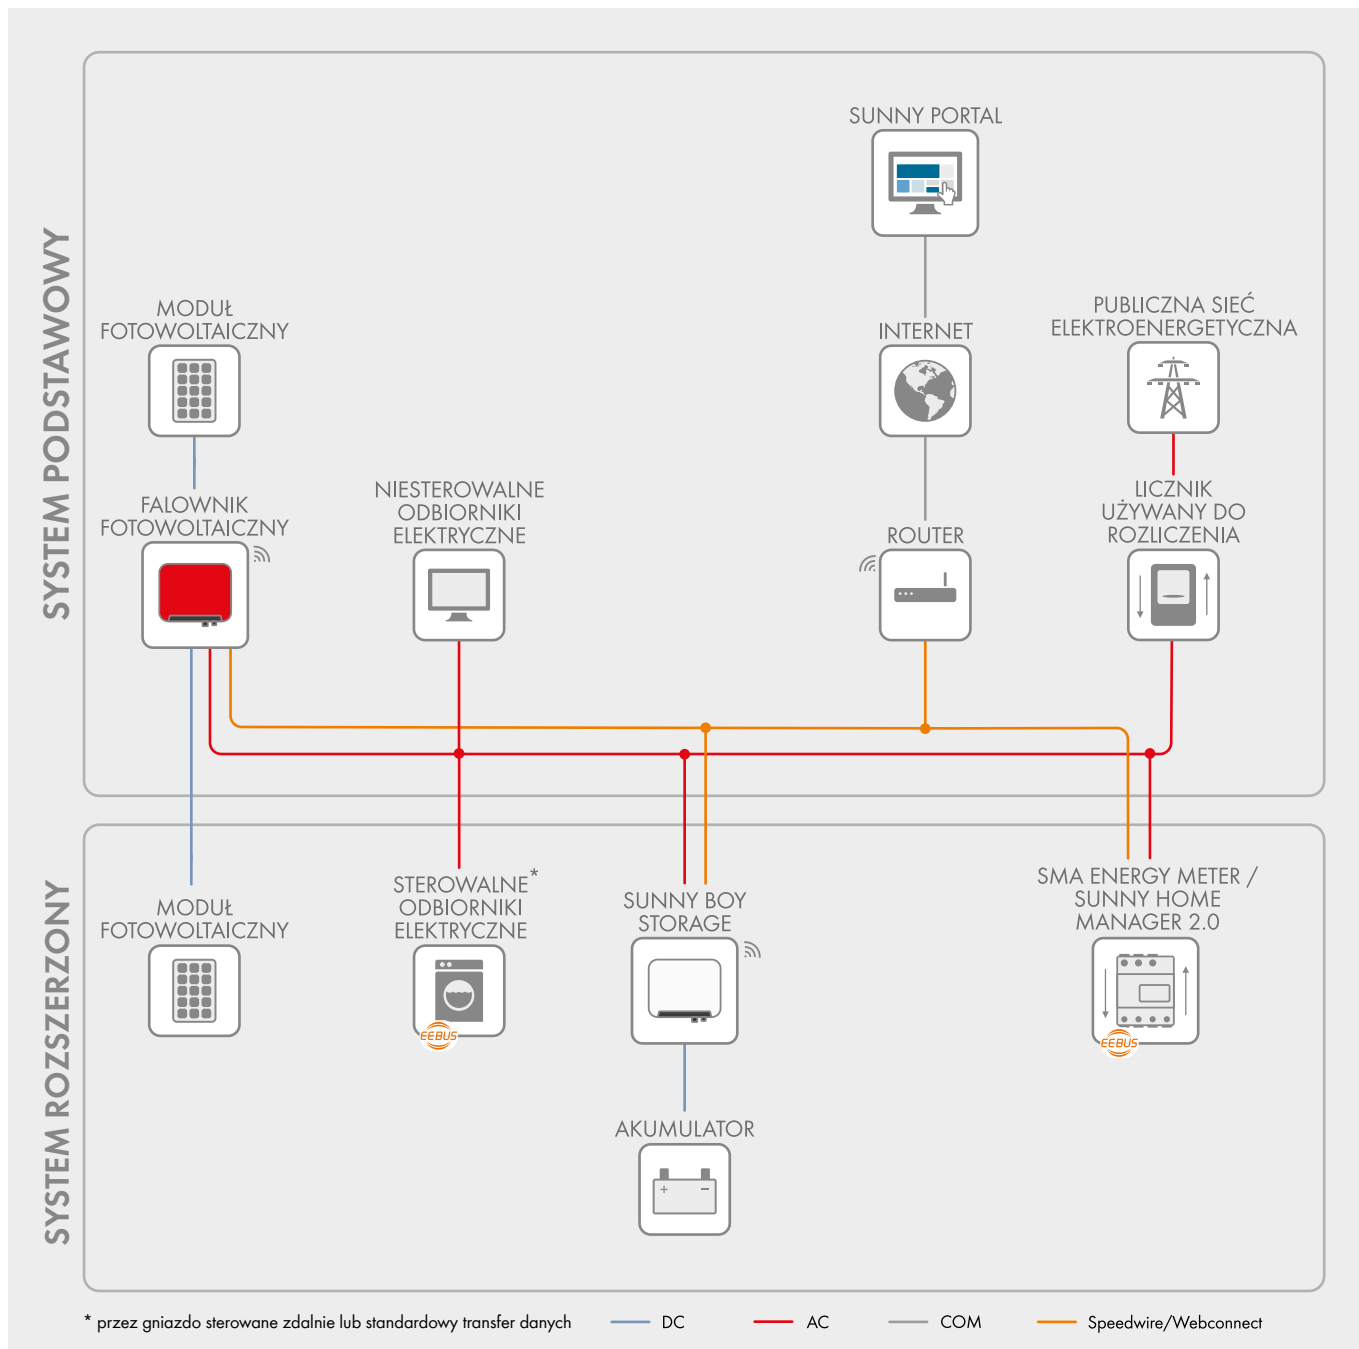 SYSTEM PODSTAWOWY
SUNNY PORTAL
MODUŁ
FOTOWOLTAICZNY
INTERNET
PUBLICZNA SIEĆ
ELEKTROENERGETYCZNA
FALOWNIK
FOTOWOLTAICZNY
NIESTEROWALNE
ODBIORNIKI
ELEKTRYCZNE
ROUTER
LICZNIK
UŻYWANY DO
ROZLICZENIA
SYSTEM ROZSZERZONY
MODUŁ
FOTOWOLTAICZNY
STEROWALNE*
ODBIORNIKI
ELEKTRYCZNE
EEBUS
SUNNY BOY
STORAGE
SMA ENERGY METER /
SUNNY HOME
MANAGER 2.0
EEBUS
AKUMULATOR
+ −
* przez gniazdo sterowane zdalnie lub standardowy transfer danych
DC
AC
COM
Speedwire/Webconnect